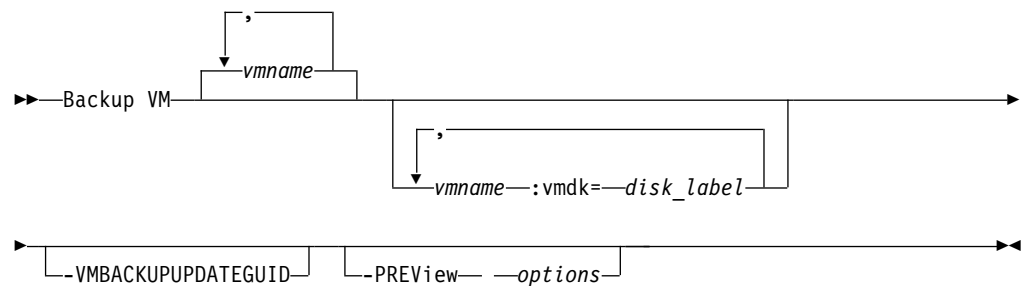 ,
vmname
Backup VM
,
vmname :vmdk= disk_label
-VMBACKUPUPDATEGUID -PREView options